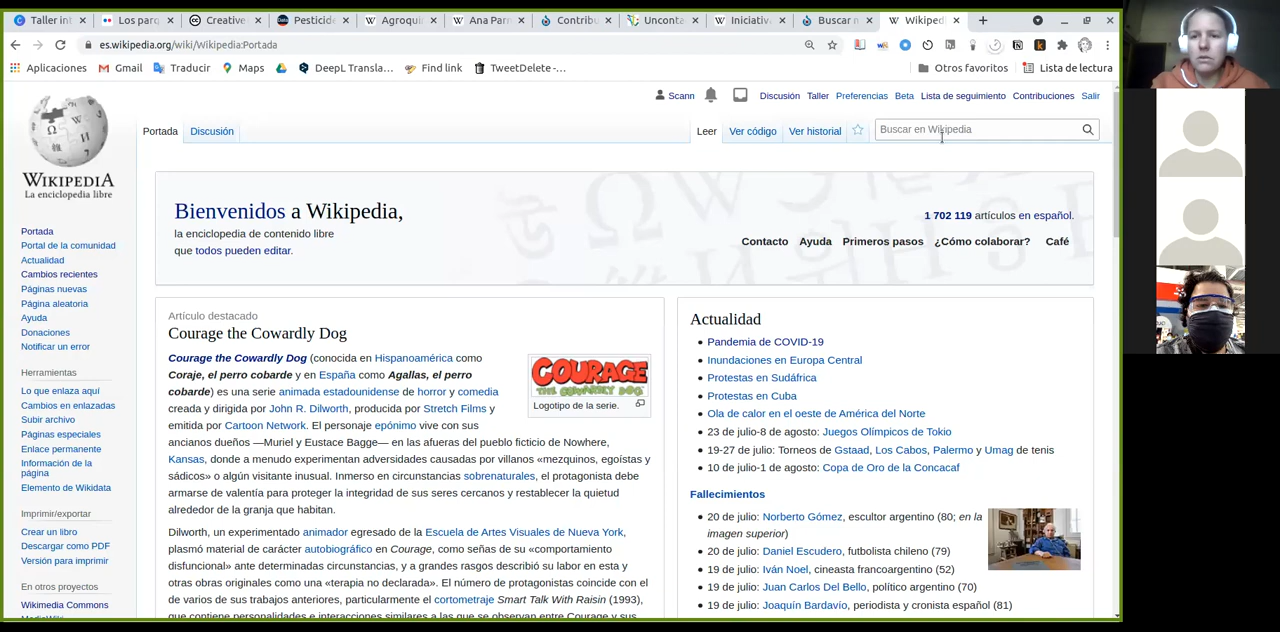 Taller int
Los parq
Creative
Pesticide
Agroquí
Ana Parr
Contribu
Unconta
Iniciativ
Buscar n
Wikiped
es.wikipedia.org/wiki/Wikipedia:Portada
Aplicaciones Gmail Traducir Maps DeepL Transla... Find link TweetDelete -... Otros favoritos Lista de lectura
Scann Discusión Taller Preferencias Beta Lista de seguimiento Contribuciones Salir
Portada Discusión Leer Ver código Ver historial Buscar en Wikipedia
WIKIPEDIA
La enciclopedia libre
Portada
Portal de la comunidad
Actualidad
Cambios recientes
Páginas nuevas
Página aleatoria
Ayuda
Donaciones
Notificar un error
Herramientas
Lo que enlaza aquí
Cambios en enlazadas
Subir archivo
Páginas especiales
Enlace permanente
Información de la
página
Elemento de Wikidata
Imprimir/exportar
Crear un libro
Descargar como PDF
Versión para imprimir
En otros proyectos
Wikimedia Commons
MediaWiki
Bienvenidos a Wikipedia,
la enciclopedia de contenido libre
que todos pueden editar.
1 702 119 artículos en español.
Contacto Ayuda Primeros pasos ¿Cómo colaborar? Café
Artículo destacado
Courage the Cowardly Dog
Courage the Cowardly Dog (conocida en Hispanoamérica como
Coraje, el perro cobarde y en España como Agallas, el perro
cobarde) es una serie animada estadounidense de horror y comedia
creada y dirigida por John R. Dilworth, producida por Stretch Films y
emitida por Cartoon Network. El personaje epónimo vive con sus
ancianos dueños —Muriel y Eustace Bagge— en las afueras del pueblo ficticio de Nowhere,
Kansas, donde a menudo experimentan adversidades causadas por villanos «mezquinos, egoístas y
sádicos» o algún visitante inusual. Inmerso en circunstancias sobrenaturales, el protagonista debe
armarse de valentía para proteger la integridad de sus seres cercanos y restablecer la quietud
alrededor de la granja que habitan.
COURAGE
THE COWARDLY DOG
Logotipo de la serie.
Dilworth, un experimentado animador egresado de la Escuela de Artes Visuales de Nueva York,
plasmó material de carácter autobiográfico en Courage, como señas de su «comportamiento
disfuncional» ante determinadas circunstancias, y a grandes rasgos describió su labor en esta y
otras obras originales como una «terapia no declarada». El número de protagonistas coincide con el
de varios de sus trabajos anteriores, particularmente el cortometraje Smart Talk With Raisin (1993),
que contiene personalidades e interacciones similares a las que se observan entre Courage y sus
Actualidad
Pandemia de COVID-19
Inundaciones en Europa Central
Protestas en Sudáfrica
Protestas en Cuba
Ola de calor en el oeste de América del Norte
23 de julio-8 de agosto: Juegos Olímpicos de Tokio
19-27 de julio: Torneos de Gstaad, Los Cabos, Palermo y Umag de tenis
10 de julio-1 de agosto: Copa de Oro de la Concacaf
Fallecimientos
20 de julio: Norberto Gómez, escultor argentino (80; en la
imagen superior)
20 de julio: Daniel Escudero, futbolista chileno (79)
19 de julio: Iván Noel, cineasta francoargentino (52)
19 de julio: Juan Carlos Del Bello, político argentino (70)
19 de julio: Joaquín Bardavío, periodista y cronista español (81)